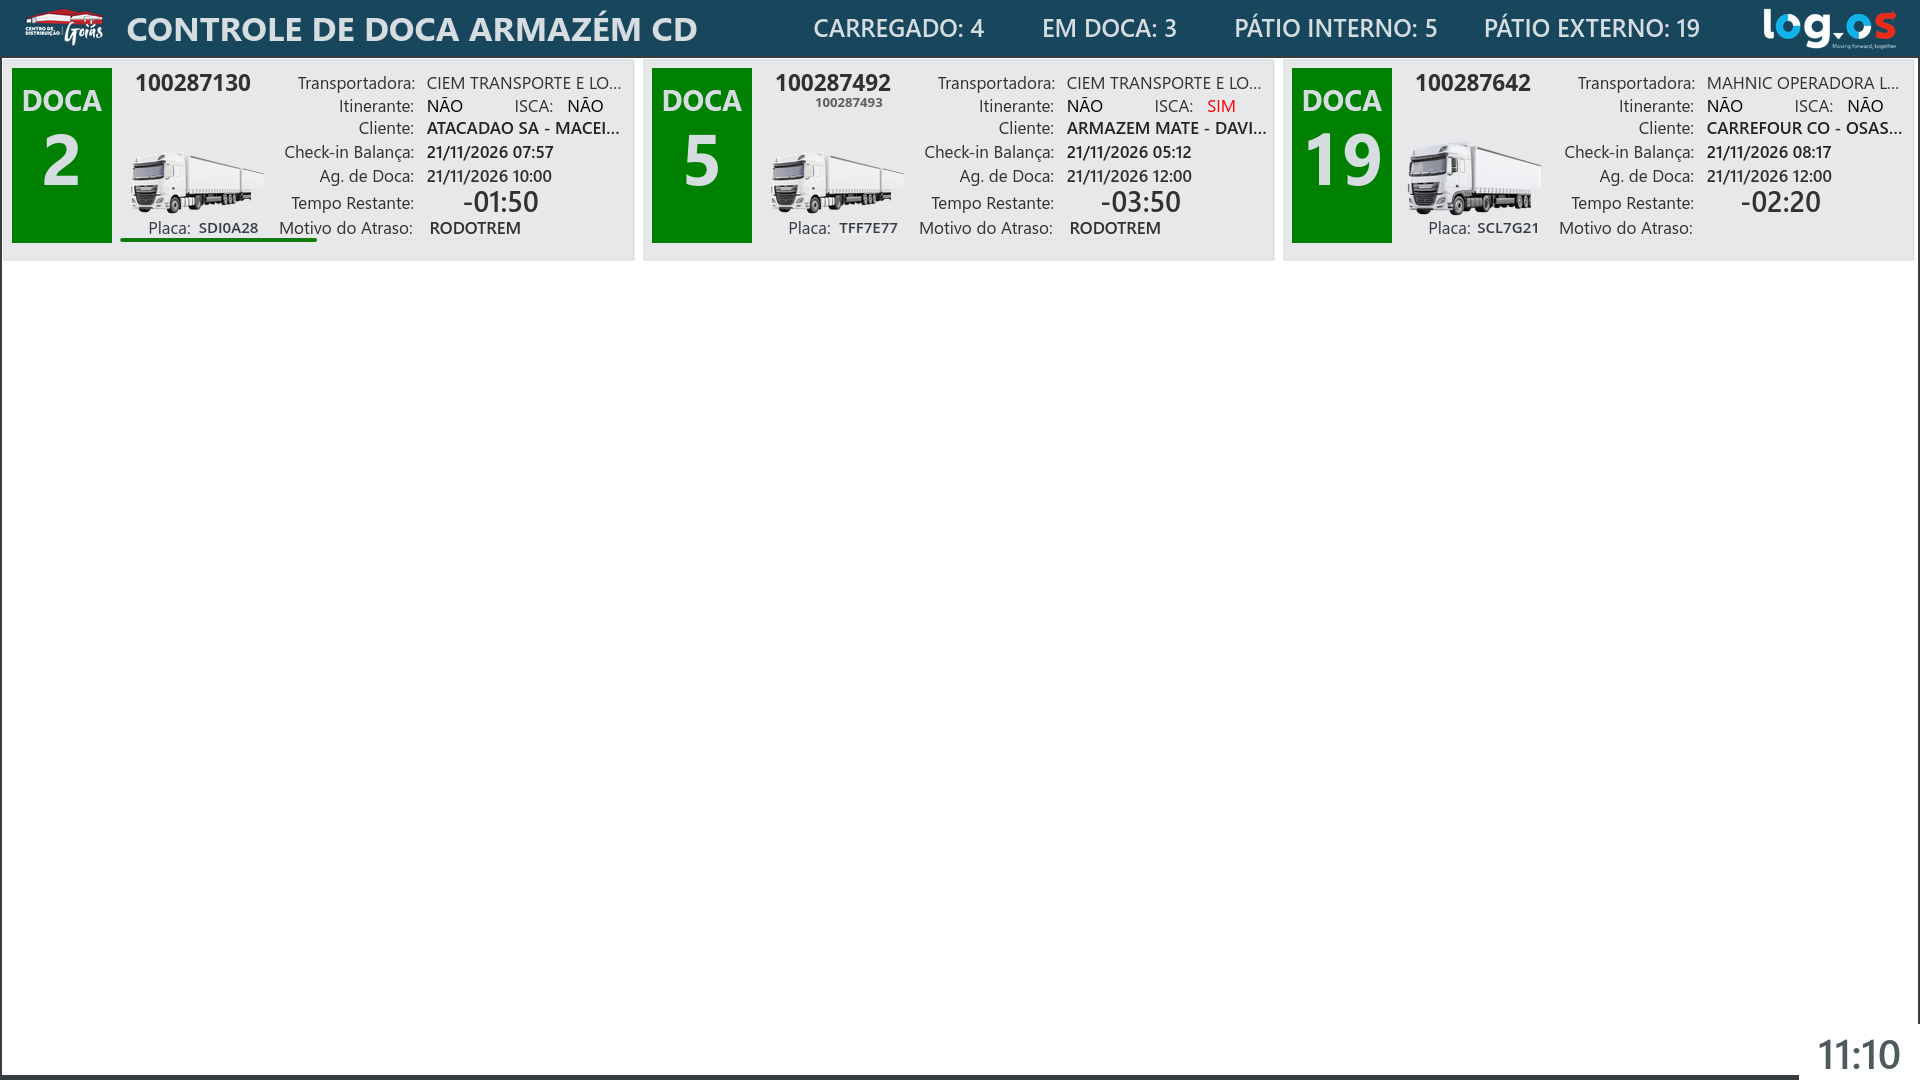 CENTRO DE DISTRIBUIÇÃO Goiás
CONTROLE DE DOCA ARMAZÉM CD
CARREGADO: 4
EM DOCA: 3
PÁTIO INTERNO: 5
PÁTIO EXTERNO: 19
log.os
Moving forward, together
DOCA
2
100287130
Placa: SDI0A28
Transportadora: CIEM TRANSPORTE E LO...
Itinerante: NÃO ISCA: NÃO
Cliente: ATACADAO SA - MACEI...
Check-in Balança: 21/11/2026 07:57
Ag. de Doca: 21/11/2026 10:00
Tempo Restante: -01:50
Motivo do Atraso: RODOTREM
DOCA
5
100287492
100287493
Placa: TFF7E77
Transportadora: CIEM TRANSPORTE E LO...
Itinerante: NÃO ISCA: SIM
Cliente: ARMAZEM MATE - DAVI...
Check-in Balança: 21/11/2026 05:12
Ag. de Doca: 21/11/2026 12:00
Tempo Restante: -03:50
Motivo do Atraso: RODOTREM
DOCA
19
100287642
Placa: SCL7G21
Transportadora: MAHNIC OPERADORA L...
Itinerante: NÃO ISCA: NÃO
Cliente: CARREFOUR CO - OSAS...
Check-in Balança: 21/11/2026 08:17
Ag. de Doca: 21/11/2026 12:00
Tempo Restante: -02:20
Motivo do Atraso:
11:10